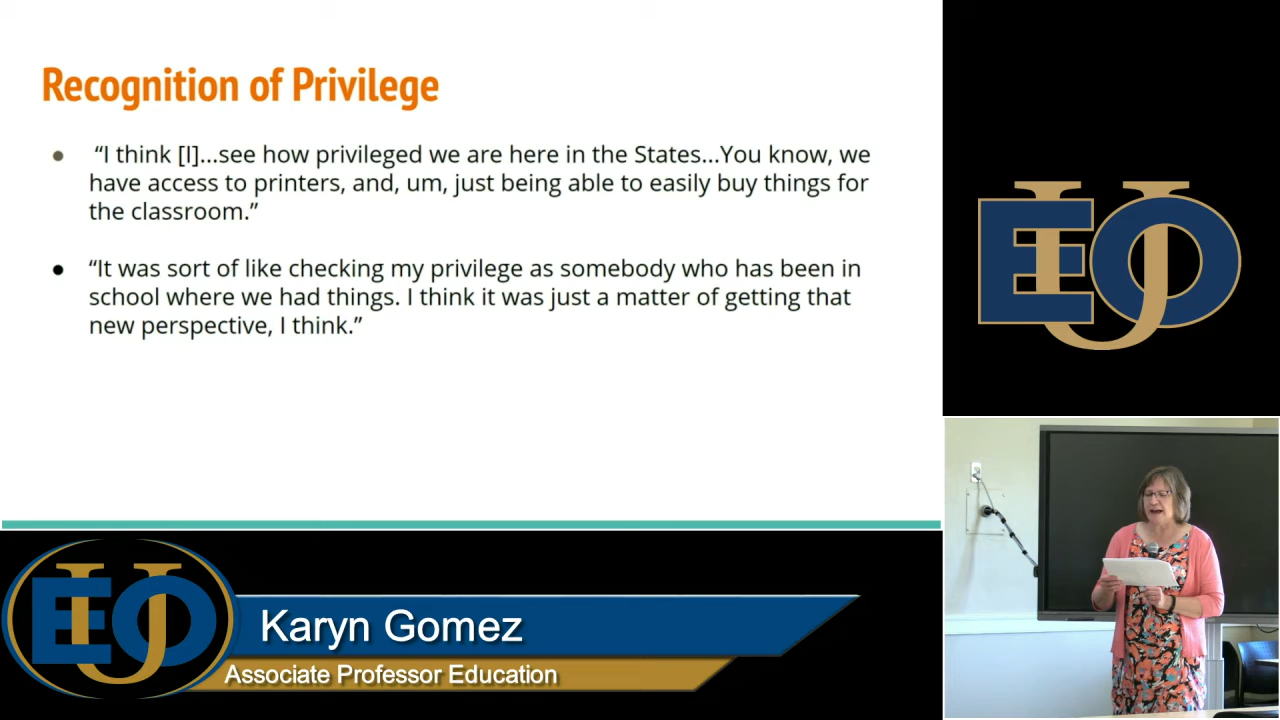 Recognition of Privilege
● “I think [I]...see how privileged we are here in the States...You know, we
have access to printers, and, um, just being able to easily buy things for
the classroom.”
● “It was sort of like checking my privilege as somebody who has been in
school where we had things. I think it was just a matter of getting that
new perspective, I think.”
EOU
EOU
Karyn Gomez
Associate Professor Education